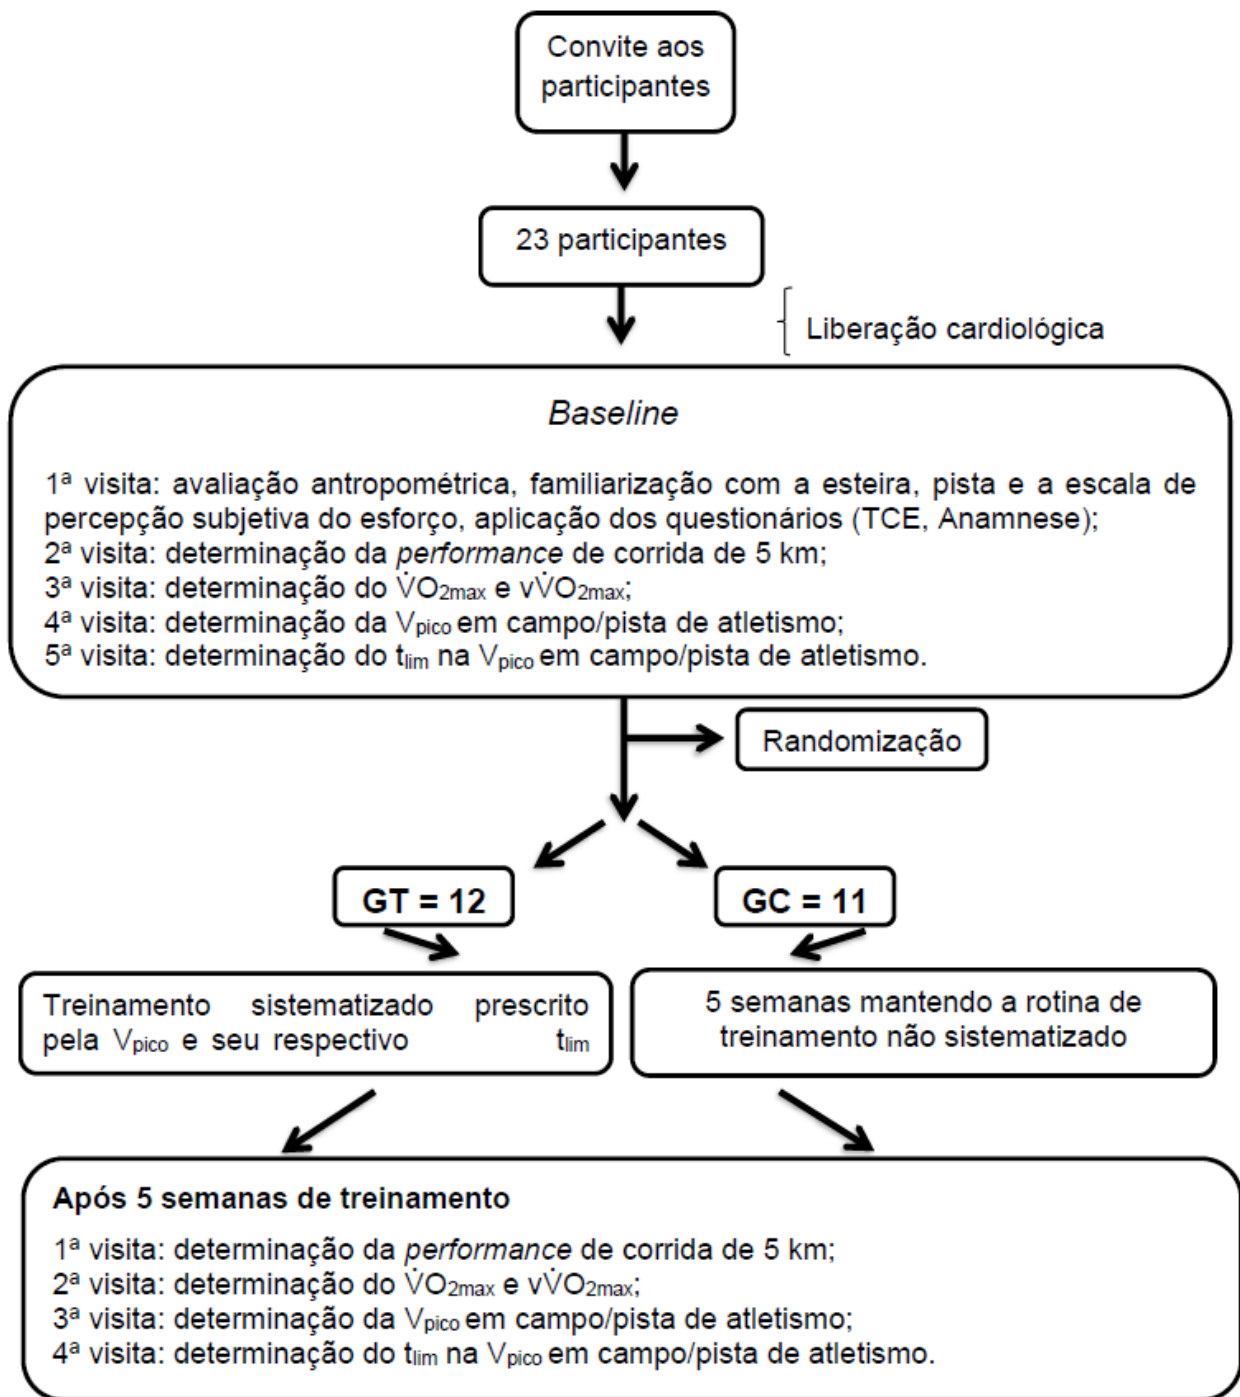 Convite aos
participantes
23 participantes
Liberação cardiológica
Baseline
1ª visita: avaliação antropométrica, familiarização com a esteira, pista e a escala de
percepção subjetiva do esforço, aplicação dos questionários (TCE, Anamnese);
2ª visita: determinação da performance de corrida de 5 km;
3ª visita: determinação do V̇O2max e vV̇O2max;
4ª visita: determinação da Vpico em campo/pista de atletismo;
5ª visita: determinação do tlim na Vpico em campo/pista de atletismo.
Randomização
GT = 12
GC = 11
Treinamento sistematizado prescrito
pela Vpico e seu respectivo tlim
5 semanas mantendo a rotina de
treinamento não sistematizado
Após 5 semanas de treinamento
1ª visita: determinação da performance de corrida de 5 km;
2ª visita: determinação do V̇O2max e vV̇O2max;
3ª visita: determinação da Vpico em campo/pista de atletismo;
4ª visita: determinação do tlim na Vpico em campo/pista de atletismo.